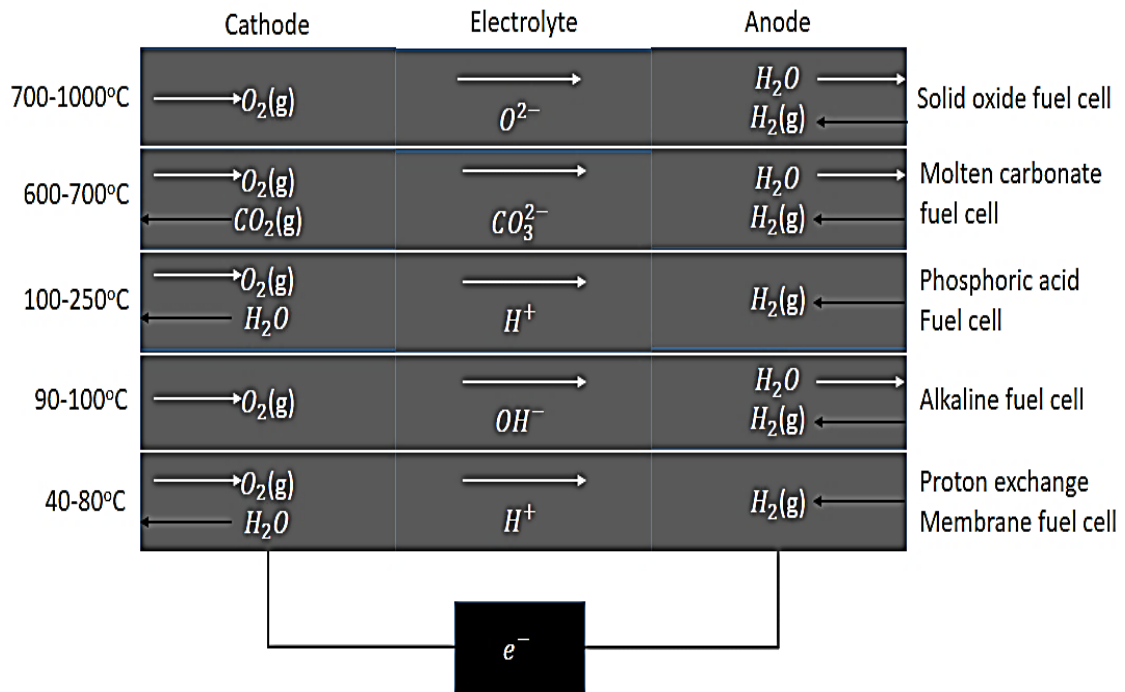 Cathode Electrolyte Anode
700-1000°C
O₂(g)
O²⁻
H₂O
H₂(g)
Solid oxide fuel cell
600-700°C
O₂(g)
CO₂(g)
CO₃²⁻
H₂O
H₂(g)
Molten carbonate
fuel cell
100-250°C
O₂(g)
H₂O
H⁺
H₂(g)
Phosphoric acid
Fuel cell
90-100°C
O₂(g)
OH⁻
H₂O
H₂(g)
Alkaline fuel cell
40-80°C
O₂(g)
H₂O
H⁺
H₂(g)
Proton exchange
Membrane fuel cell
e⁻